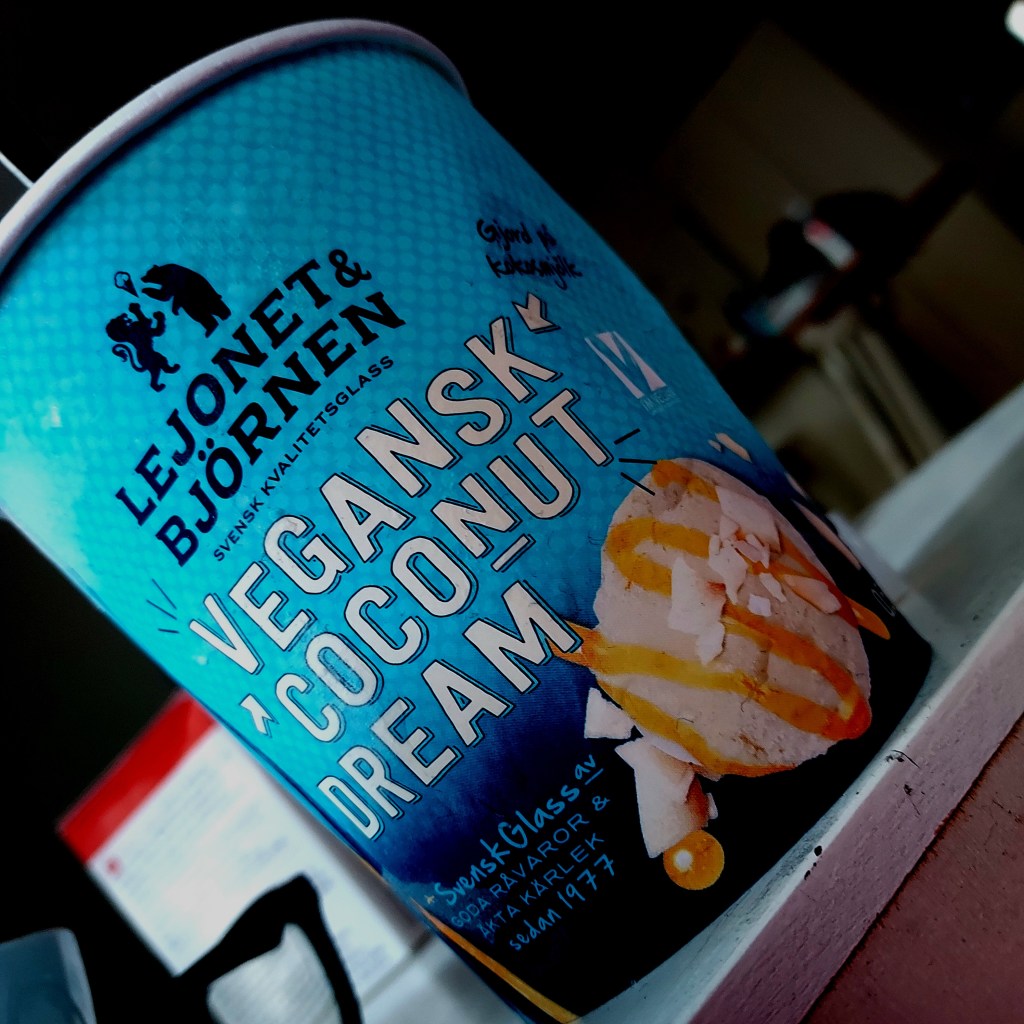 LEJONET &
BJÖRNEN
SVENSK KVALITETSGLASS
Gjord på
kokosmjölk
VEGANSK
COCONUT
DREAM
SvenskGlass av
GODA RÅVAROR &
ÄKTA KÄRLEK
sedan 1977